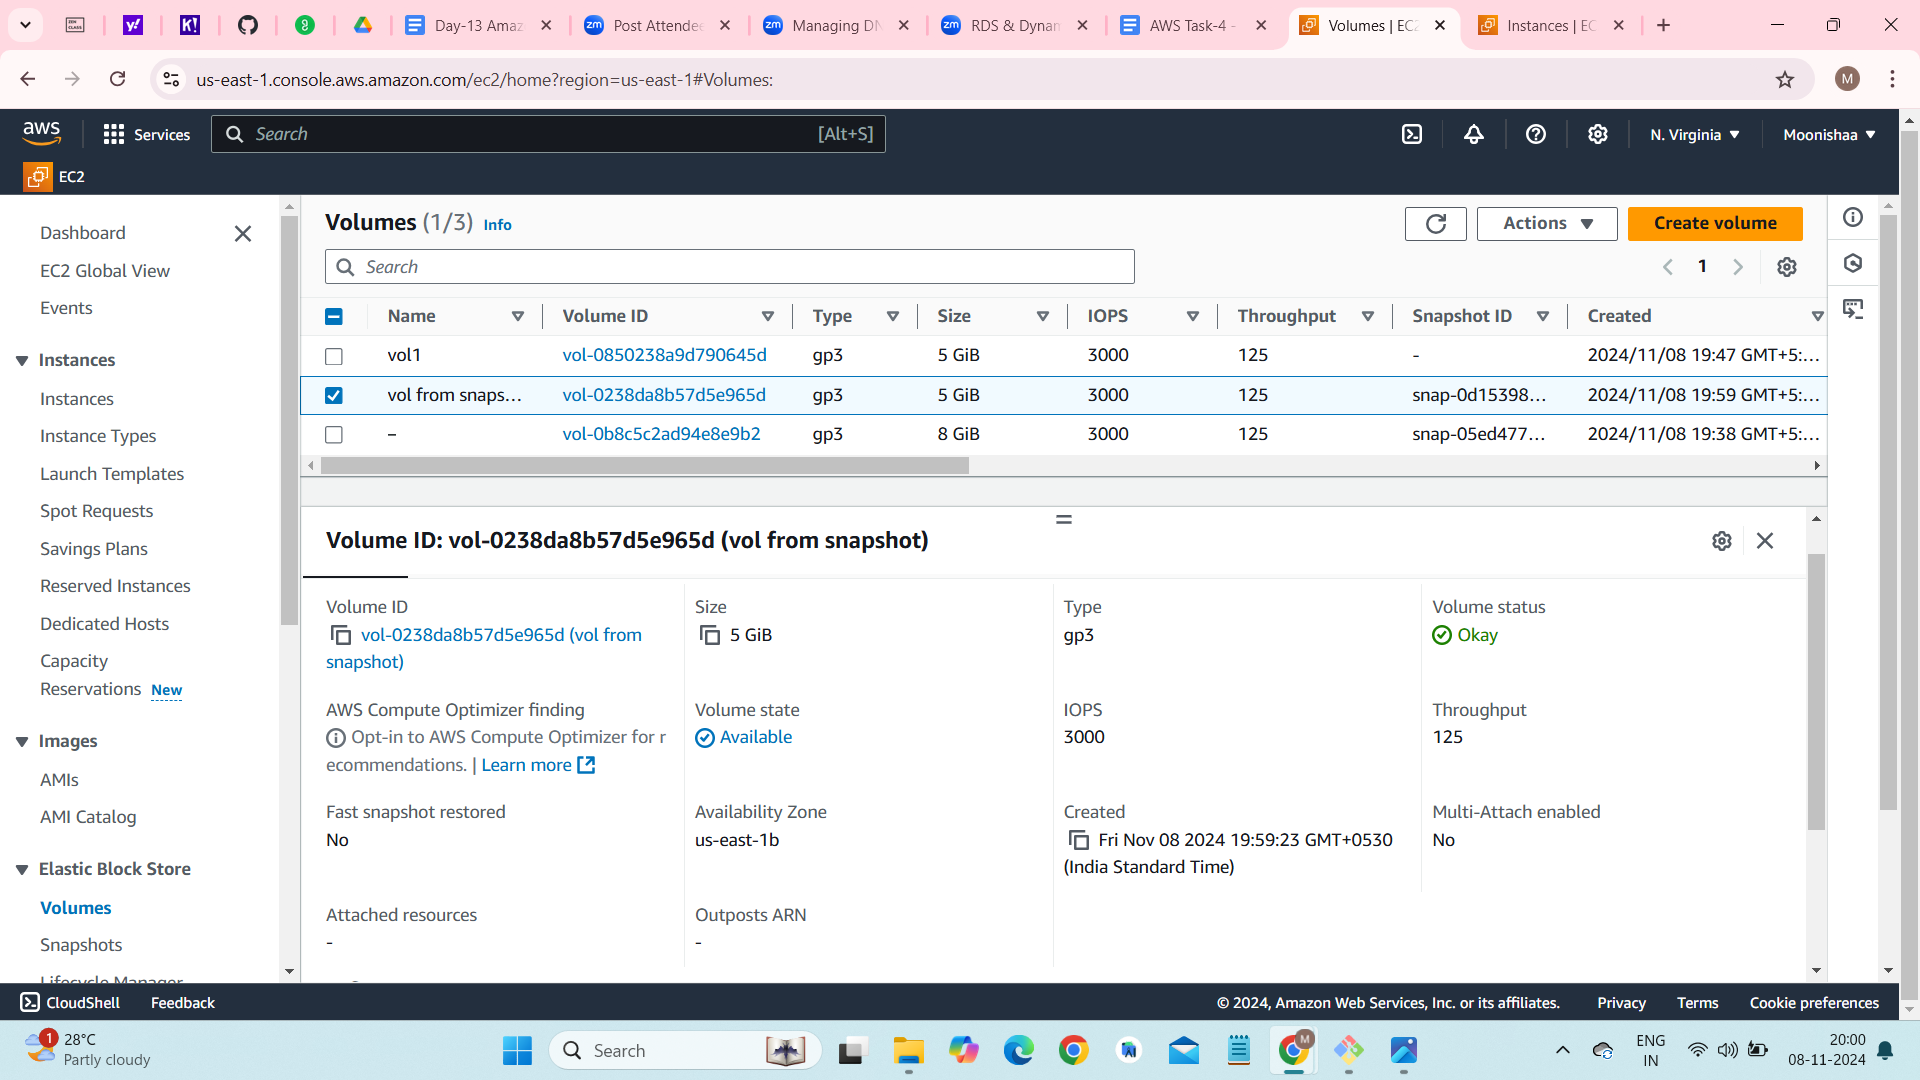 Day-13 Amaz
Post Attendee
Managing DN
RDS & Dynam
AWS Task-4 -
Volumes | EC2
Instances | EC
us-east-1.console.aws.amazon.com/ec2/home?region=us-east-1#Volumes:
M
aws
Services
Search
[Alt+S]
N. Virginia
Moonishaa
EC2
Dashboard
EC2 Global View
Events
Instances
Instances
Instance Types
Launch Templates
Spot Requests
Savings Plans
Reserved Instances
Dedicated Hosts
Capacity
Reservations New
Images
AMIs
AMI Catalog
Elastic Block Store
Volumes
Snapshots
Lifecycle Manager
Volumes (1/3) Info
Actions
Create volume
Search
1
Name Volume ID Type Size IOPS Throughput Snapshot ID Created
vol1 vol-0850238a9d790645d gp3 5 GiB 3000 125 - 2024/11/08 19:47 GMT+5:...
vol from snaps... vol-0238da8b57d5e965d gp3 5 GiB 3000 125 snap-0d15398... 2024/11/08 19:59 GMT+5:...
– vol-0b8c5c2ad94e8e9b2 gp3 8 GiB 3000 125 snap-05ed477... 2024/11/08 19:38 GMT+5:...
Volume ID: vol-0238da8b57d5e965d (vol from snapshot)
Volume ID
vol-0238da8b57d5e965d (vol from
snapshot)
Size
5 GiB
Type
gp3
Volume status
Okay
AWS Compute Optimizer finding
Opt-in to AWS Compute Optimizer for r
ecommendations. | Learn more
Volume state
Available
IOPS
3000
Throughput
125
Fast snapshot restored
No
Availability Zone
us-east-1b
Created
Fri Nov 08 2024 19:59:23 GMT+0530
(India Standard Time)
Multi-Attach enabled
No
Attached resources
-
Outposts ARN
-
CloudShell
Feedback
© 2024, Amazon Web Services, Inc. or its affiliates.
Privacy
Terms
Cookie preferences
1
28°C
Partly cloudy
Search
M
ENG
IN
20:00
08-11-2024